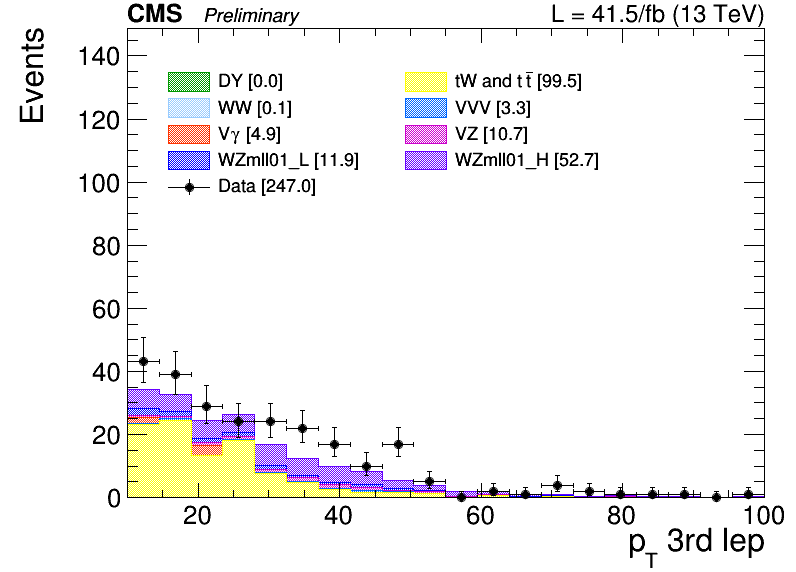 CMS Preliminary L = 41.5/fb (13 TeV)
Events
140
120
100
80
60
40
20
0
DY [0.0] tW and tt̅ [99.5]
WW [0.1] VVV [3.3]
Vγ [4.9] VZ [10.7]
WZmll01_L [11.9] WZmll01_H [52.7]
Data [247.0]
20 40 60 80 100
p_T 3rd lep